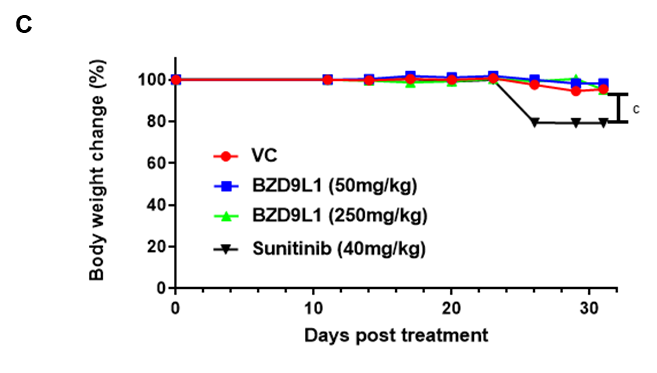 C
Body weight change (%)
100
80
60
40
20
0
VC
BZD9L1 (50mg/kg)
BZD9L1 (250mg/kg)
Sunitinib (40mg/kg)
c
0 10 20 30
Days post treatment